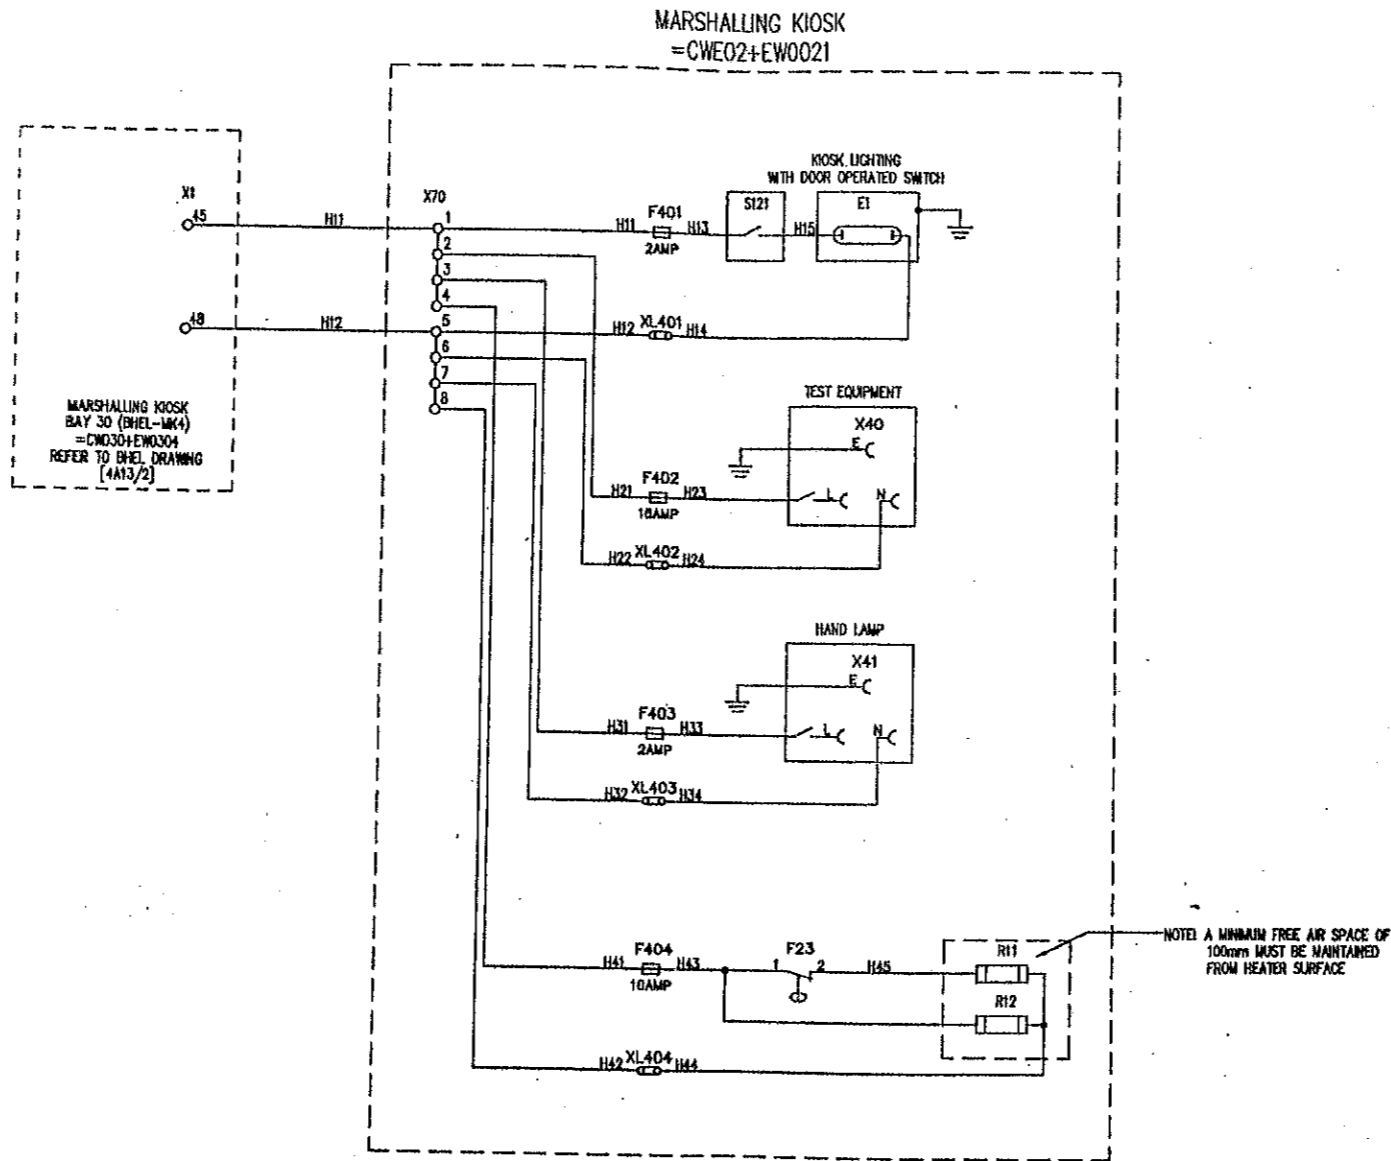 MARSHALLING KIOSK
=CWE02+EW0021
KIOSK LIGHTING
WITH DOOR OPERATED SWITCH
X1
45
H11
X70
1
H11
F401
2AMP
H13
S121
H15
E1
2
3
4
48
H12
5
H12
XL401
H14
6
7
8
MARSHALLING KIOSK
BAY 30 (BHEL-MK4)
=CW030+EW0304
REFER TO BHEL DRAWING
[4A13/2]
TEST EQUIPMENT
X40
E
H21
F402
16AMP
H23
L
N
H22
XL402
H24
HAND LAMP
X41
E
H31
F403
2AMP
H33
L
N
H32
XL403
H34
H41
F404
10AMP
H43
1
F23
2
H45
R11
R12
H42
XL404
H44
NOTE1 A MINIMUM FREE AIR SPACE OF
100mm MUST BE MAINTAINED
FROM HEATER SURFACE